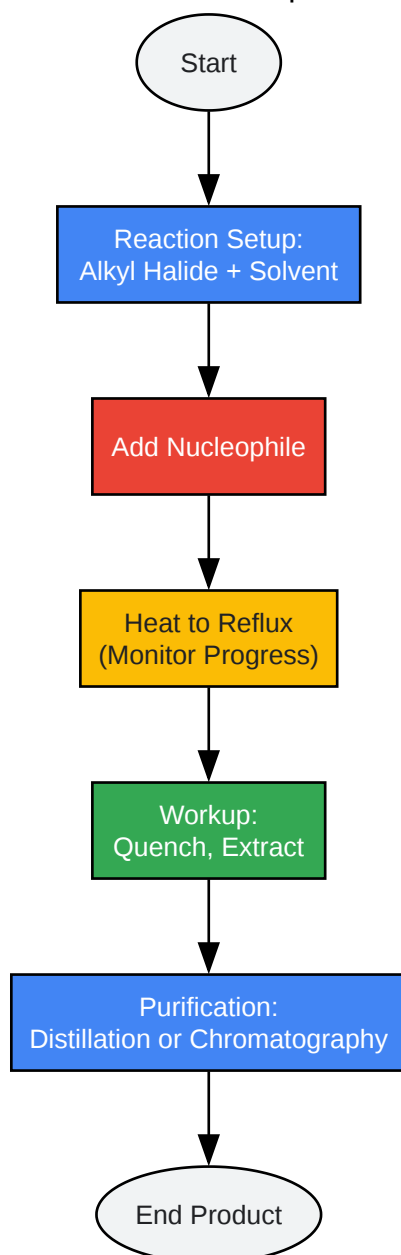 Start
Reaction Setup:
Alkyl Halide + Solvent
Add Nucleophile
Heat to Reflux
(Monitor Progress)
Workup:
Quench, Extract
Purification:
Distillation or Chromatography
End Product